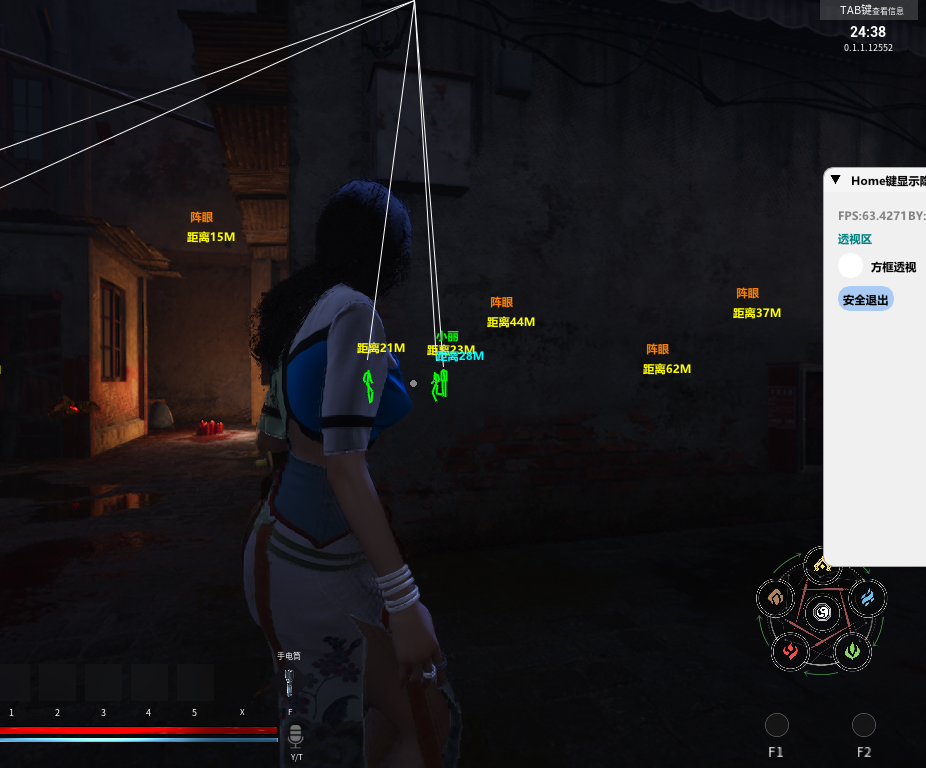 TAB键查看信息
24:38
0.1.1.12552
Home键显示隐
FPS:63.4271 BY:
透视区
方框透视
安全退出
阵眼
距离15M
阵眼
距离44M
阵眼
距离37M
小丽
距离21M
距离23M
距离28M
阵眼
距离62M
手电筒
1
2
3
4
5
X
F
Y/T
F1
F2